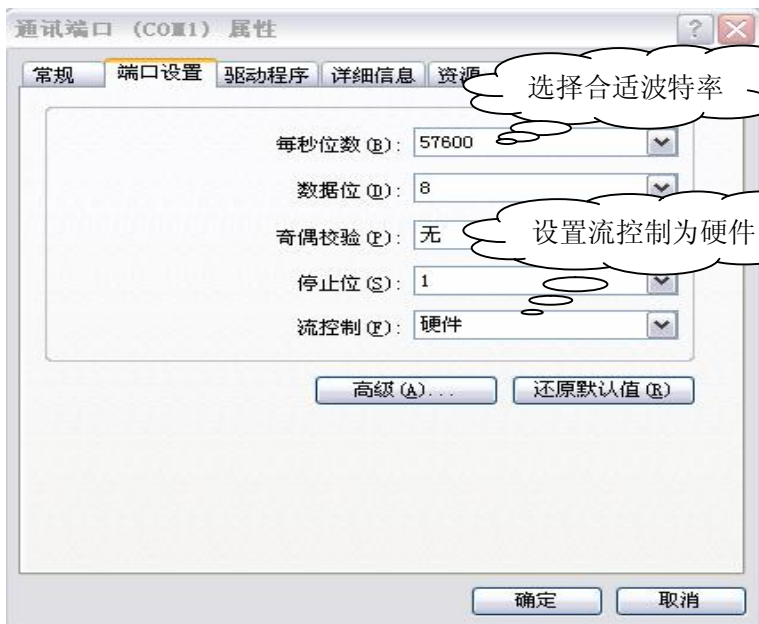 通讯端口 (COM1) 属性
?
常规 端口设置 驱动程序 详细信息 资源
选择合适波特率
每秒位数(B): 57600
数据位(D): 8
设置流控制为硬件
奇偶校验(P): 无
停止位(S): 1
流控制(F): 硬件
高级(A)... 还原默认值(R)
确定 取消